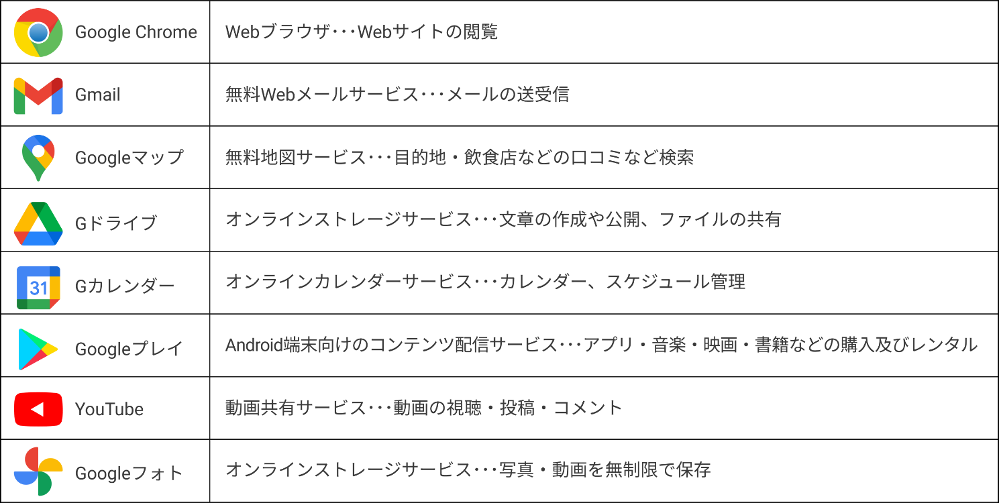 Google Chrome
Webブラウザ･･･Webサイトの閲覧
Gmail
無料Webメールサービス･･･メールの送受信
Googleマップ
無料地図サービス･･･目的地・飲食店などの口コミなど検索
Gドライブ
オンラインストレージサービス･･･文章の作成や公開、ファイルの共有
31
Gカレンダー
オンラインカレンダーサービス･･･カレンダー、スケジュール管理
Googleプレイ
Android端末向けのコンテンツ配信サービス･･･アプリ・音楽・映画・書籍などの購入及びレンタル
YouTube
動画共有サービス･･･動画の視聴・投稿・コメント
Googleフォト
オンラインストレージサービス･･･写真・動画を無制限で保存